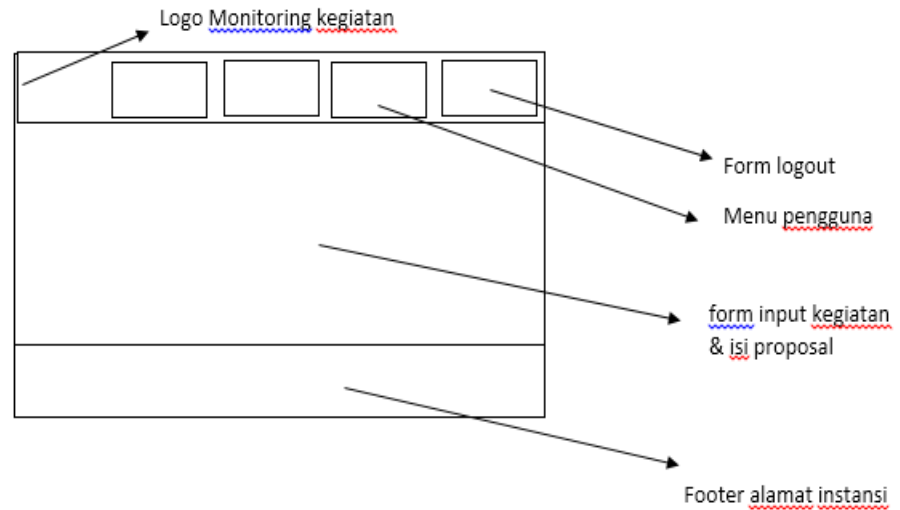 Logo Monitoring kegiatan
Form logout
Menu pengguna
form input kegiatan
& isi proposal
Footer alamat instansi